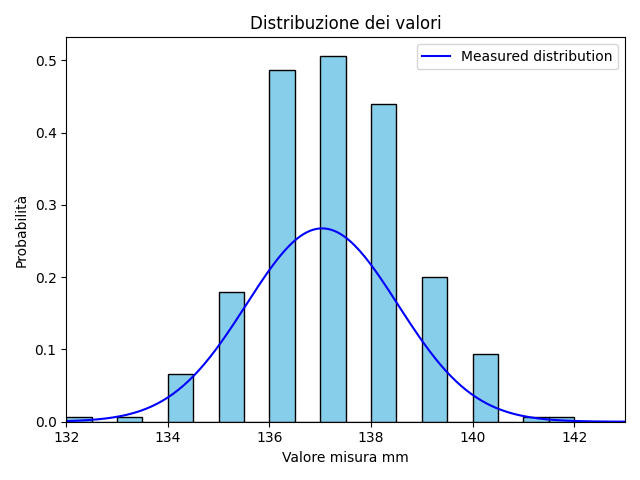 Distribuzione dei valori
Measured distribution
0.5
0.4
0.3
0.2
0.1
0.0
Probabilità
132 134 136 138 140 142
Valore misura mm